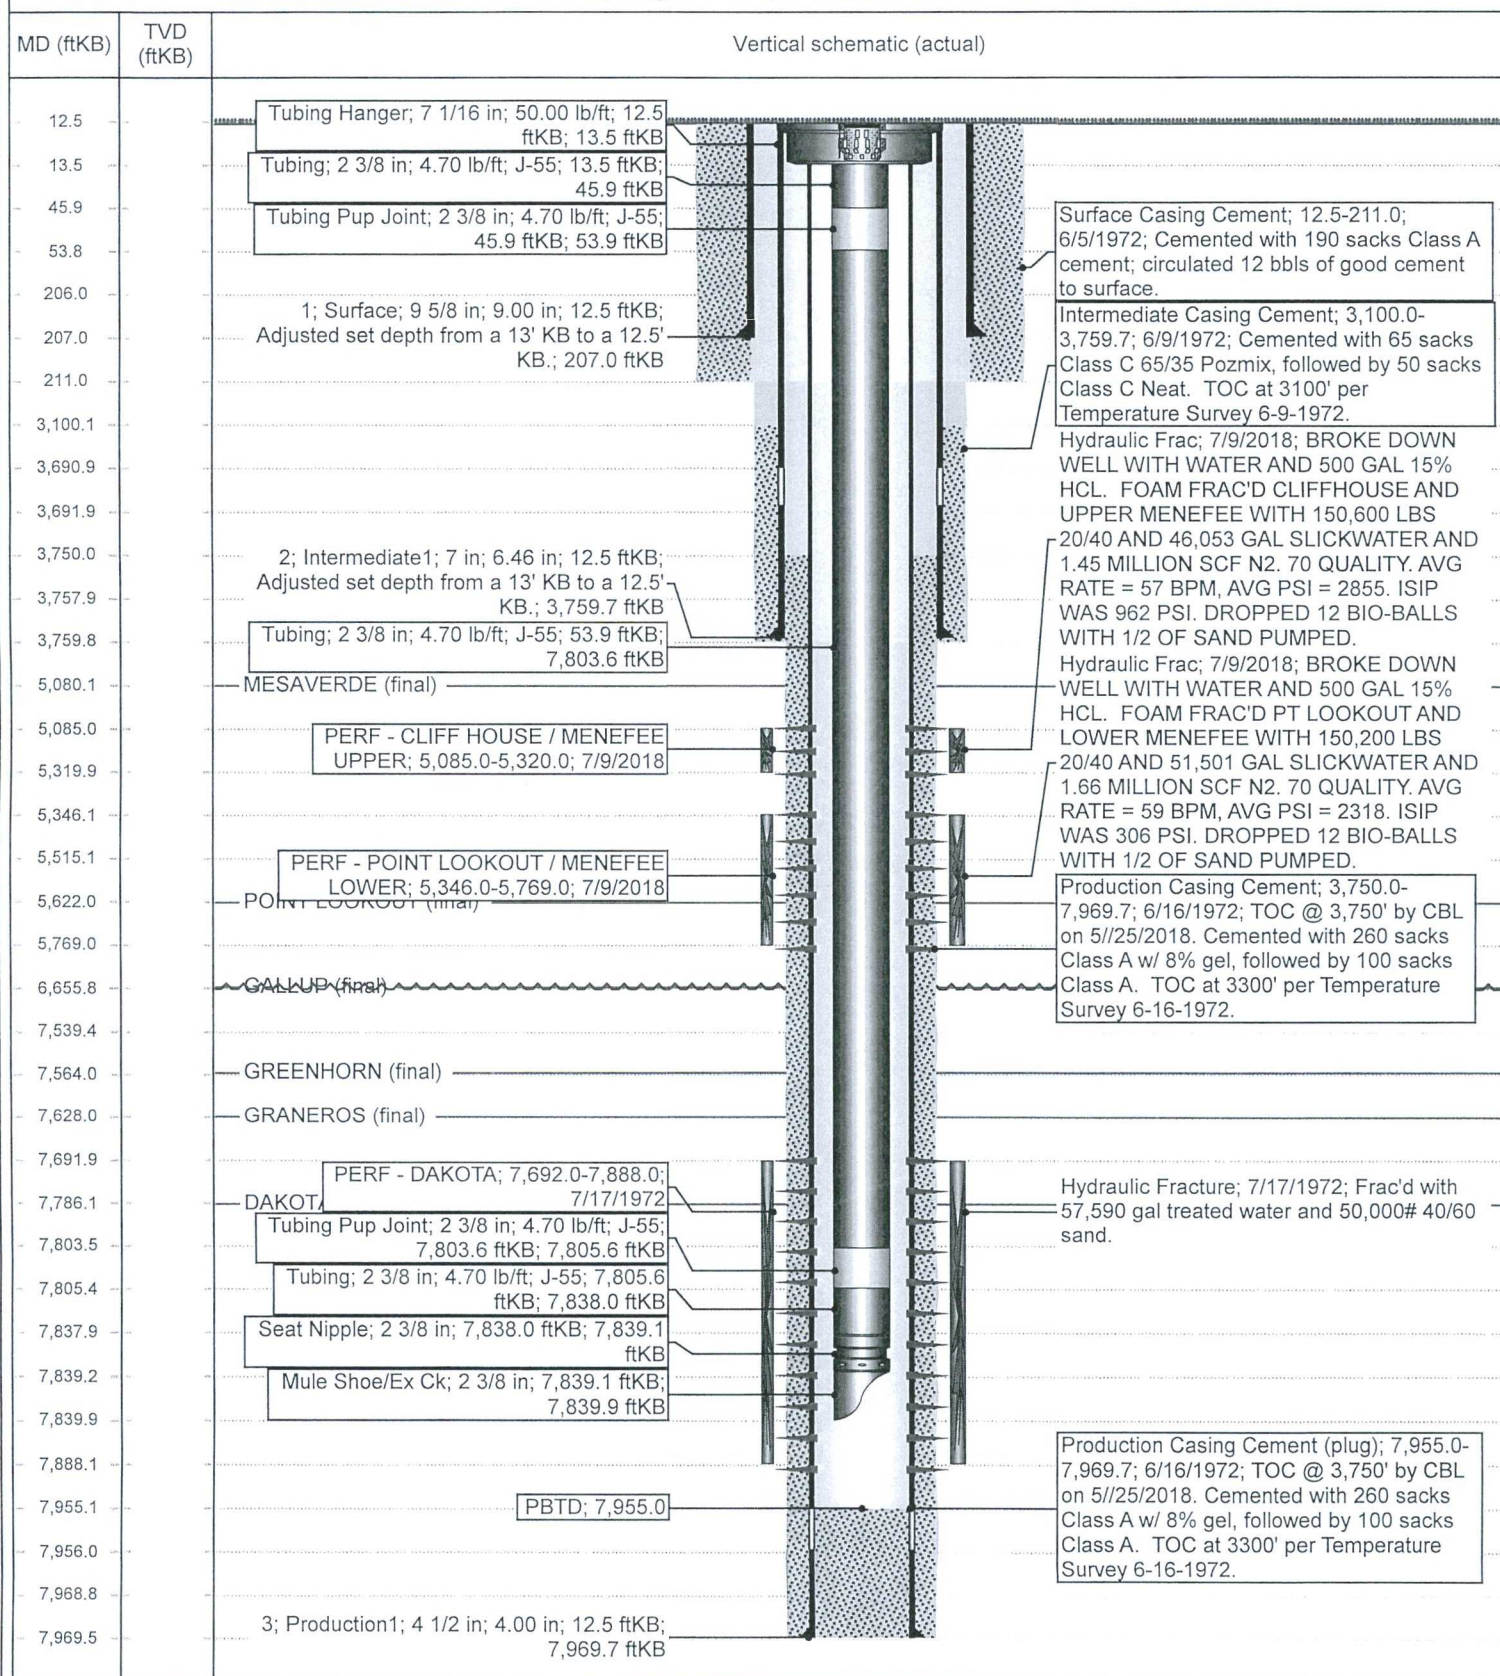 MD (ftKB)
TVD
(ftKB)
Vertical schematic (actual)
12.5
13.5
45.9
53.8
206.0
207.0
211.0
3,100.1
3,690.9
3,691.9
3,750.0
3,757.9
3,759.8
5,080.1
5,085.0
5,319.9
5,346.1
5,515.1
5,622.0
5,769.0
6,655.8
7,539.4
7,564.0
7,628.0
7,691.9
7,786.1
7,803.5
7,805.4
7,837.9
7,839.2
7,839.9
7,888.1
7,955.1
7,956.0
7,968.8
7,969.5
Tubing Hanger; 7 1/16 in; 50.00 lb/ft; 12.5
ftKB; 13.5 ftKB
Tubing; 2 3/8 in; 4.70 lb/ft; J-55; 13.5 ftKB;
45.9 ftKB
Tubing Pup Joint; 2 3/8 in; 4.70 lb/ft; J-55;
45.9 ftKB; 53.9 ftKB
1; Surface; 9 5/8 in; 9.00 in; 12.5 ftKB;
Adjusted set depth from a 13' KB to a 12.5'
KB.; 207.0 ftKB
2; Intermediate1; 7 in; 6.46 in; 12.5 ftKB;
Adjusted set depth from a 13' KB to a 12.5'
KB.; 3,759.7 ftKB
Tubing; 2 3/8 in; 4.70 lb/ft; J-55; 53.9 ftKB;
7,803.6 ftKB
MESAVERDE (final)
PERF - CLIFF HOUSE / MENEFEE
UPPER; 5,085.0-5,320.0; 7/9/2018
PERF - POINT LOOKOUT / MENEFEE
LOWER; 5,346.0-5,769.0; 7/9/2018
POINT LOOKOUT (final)
GALLUP (final)
GREENHORN (final)
GRANEROS (final)
PERF - DAKOTA; 7,692.0-7,888.0;
7/17/1972
DAKOTA
Tubing Pup Joint; 2 3/8 in; 4.70 lb/ft; J-55;
7,803.6 ftKB; 7,805.6 ftKB
Tubing; 2 3/8 in; 4.70 lb/ft; J-55; 7,805.6
ftKB; 7,838.0 ftKB
Seat Nipple; 2 3/8 in; 7,838.0 ftKB; 7,839.1
ftKB
Mule Shoe/Ex Ck; 2 3/8 in; 7,839.1 ftKB;
7,839.9 ftKB
PBTD; 7,955.0
3; Production1; 4 1/2 in; 4.00 in; 12.5 ftKB;
7,969.7 ftKB
Surface Casing Cement; 12.5-211.0;
6/5/1972; Cemented with 190 sacks Class A
cement; circulated 12 bbls of good cement
to surface.
Intermediate Casing Cement; 3,100.0-
3,759.7; 6/9/1972; Cemented with 65 sacks
Class C 65/35 Pozmix, followed by 50 sacks
Class C Neat.  TOC at 3100' per
Temperature Survey 6-9-1972.
Hydraulic Frac; 7/9/2018; BROKE DOWN
WELL WITH WATER AND 500 GAL 15%
HCL.  FOAM FRAC'D CLIFFHOUSE AND
UPPER MENEFEE WITH 150,600 LBS
20/40 AND 46,053 GAL SLICKWATER AND
1.45 MILLION SCF N2. 70 QUALITY. AVG
RATE = 57 BPM, AVG PSI = 2855. ISIP
WAS 962 PSI. DROPPED 12 BIO-BALLS
WITH 1/2 OF SAND PUMPED.
Hydraulic Frac; 7/9/2018; BROKE DOWN
WELL WITH WATER AND 500 GAL 15%
HCL.  FOAM FRAC'D PT LOOKOUT AND
LOWER MENEFEE WITH 150,200 LBS
20/40 AND 51,501 GAL SLICKWATER AND
1.66 MILLION SCF N2. 70 QUALITY. AVG
RATE = 59 BPM, AVG PSI = 2318. ISIP
WAS 306 PSI. DROPPED 12 BIO-BALLS
WITH 1/2 OF SAND PUMPED.
Production Casing Cement; 3,750.0-
7,969.7; 6/16/1972; TOC @ 3,750' by CBL
on 5//25/2018. Cemented with 260 sacks
Class A w/ 8% gel, followed by 100 sacks
Class A.  TOC at 3300' per Temperature
Survey 6-16-1972.
Hydraulic Fracture; 7/17/1972; Frac'd with
57,590 gal treated water and 50,000# 40/60
sand.
Production Casing Cement (plug); 7,955.0-
7,969.7; 6/16/1972; TOC @ 3,750' by CBL
on 5//25/2018. Cemented with 260 sacks
Class A w/ 8% gel, followed by 100 sacks
Class A.  TOC at 3300' per Temperature
Survey 6-16-1972.